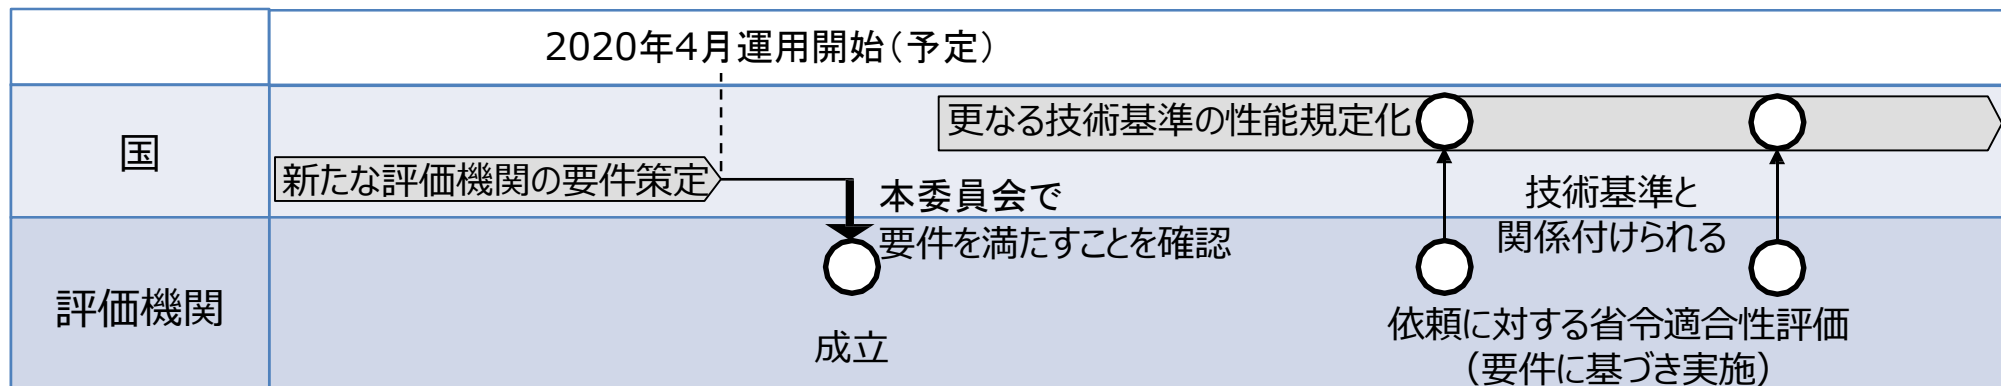 2020年4月運用開始（予定）
国
更なる技術基準の性能規定化
新たな評価機関の要件策定
本委員会で
要件を満たすことを確認
技術基準と
関係付けられる
評価機関
成立
依頼に対する省令適合性評価
（要件に基づき実施）